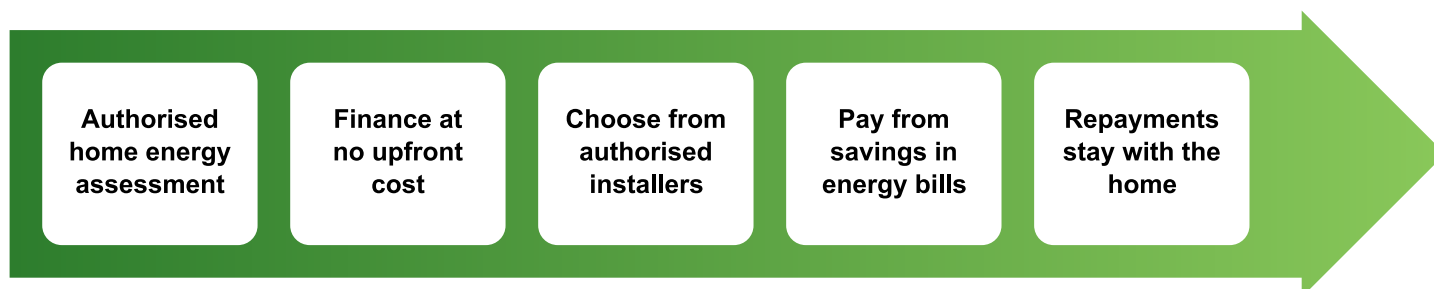 Authorised
home energy
assessment
Finance at
no upfront
cost
Choose from
authorised
installers
Pay from
savings in
energy bills
Repayments
stay with the
home